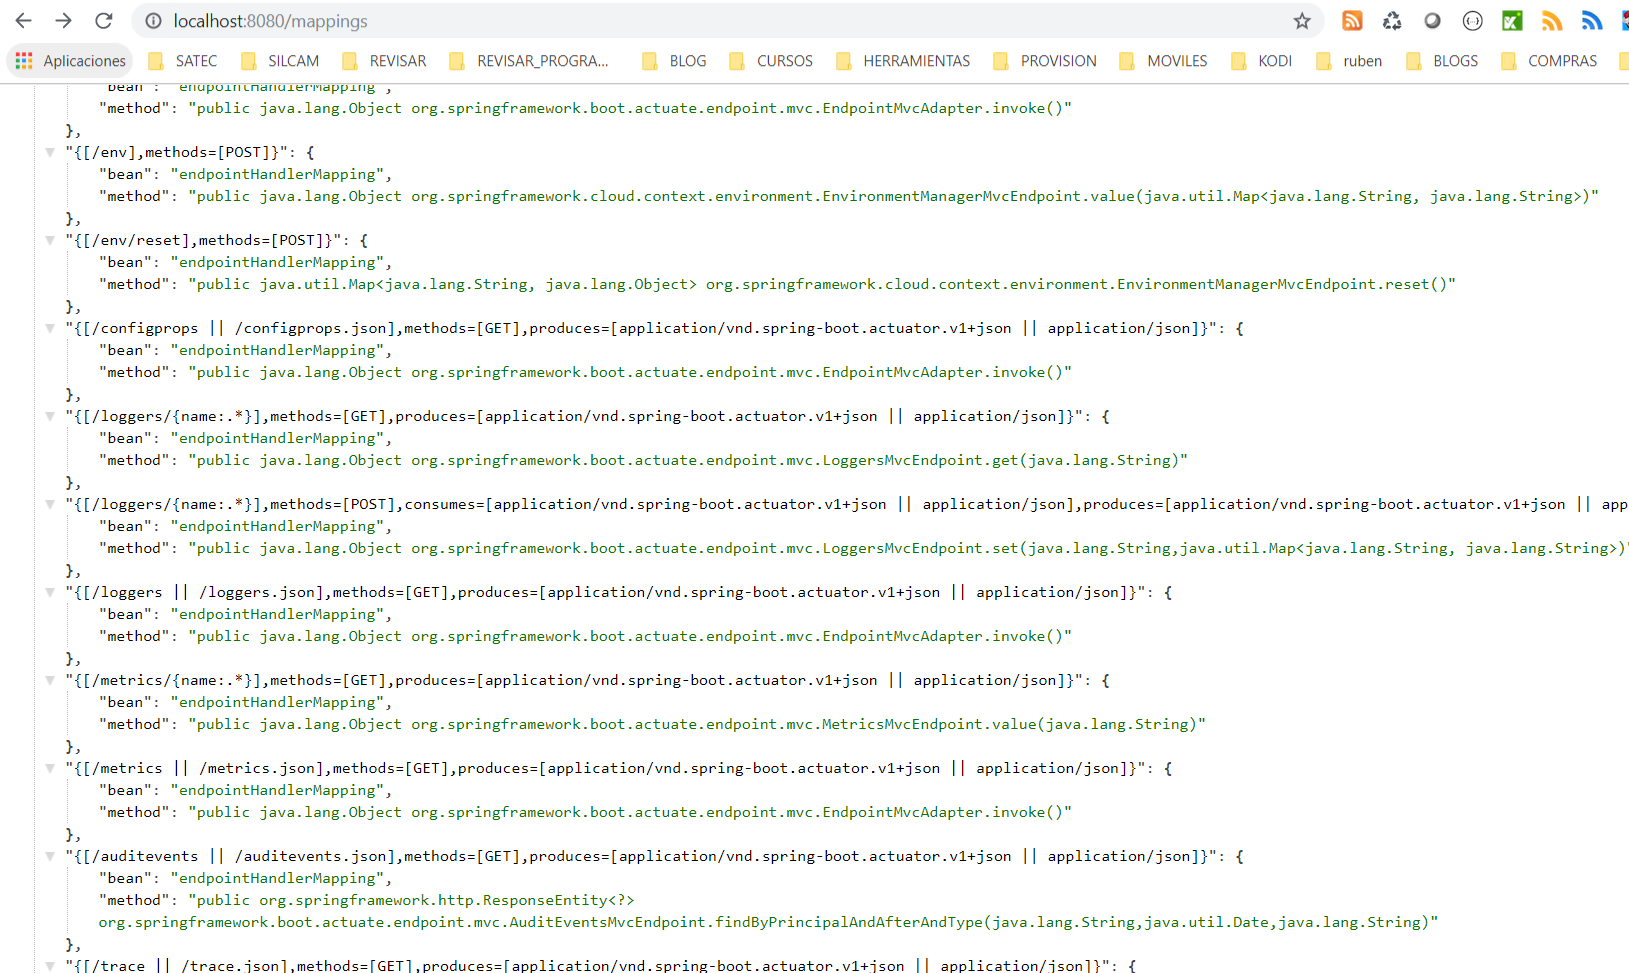 localhost:8080/mappings
Aplicaciones SATEC SILCAM REVISAR REVISAR_PROGRA... BLOG CURSOS HERRAMIENTAS PROVISION MOVILES KODI ruben BLOGS COMPRAS
"bean": "endpointHandlerMapping",
"method": "public java.lang.Object org.springframework.boot.actuate.endpoint.mvc.EndpointMvcAdapter.invoke()"
},
"{[/env],methods=[POST]}": {
"bean": "endpointHandlerMapping",
"method": "public java.lang.Object org.springframework.cloud.context.environment.EnvironmentManagerMvcEndpoint.value(java.util.Map<java.lang.String, java.lang.String>)"
},
"{[/env/reset],methods=[POST]}": {
"bean": "endpointHandlerMapping",
"method": "public java.util.Map<java.lang.String, java.lang.Object> org.springframework.cloud.context.environment.EnvironmentManagerMvcEndpoint.reset()"
},
"{[/configprops || /configprops.json],methods=[GET],produces=[application/vnd.spring-boot.actuator.v1+json || application/json]}": {
"bean": "endpointHandlerMapping",
"method": "public java.lang.Object org.springframework.boot.actuate.endpoint.mvc.EndpointMvcAdapter.invoke()"
},
"{[/loggers/{name:.*}],methods=[GET],produces=[application/vnd.spring-boot.actuator.v1+json || application/json]}": {
"bean": "endpointHandlerMapping",
"method": "public java.lang.Object org.springframework.boot.actuate.endpoint.mvc.LoggersMvcEndpoint.get(java.lang.String)"
},
"{[/loggers/{name:.*}],methods=[POST],consumes=[application/vnd.spring-boot.actuator.v1+json || application/json],produces=[application/vnd.spring-boot.actuator.v1+json || app
"bean": "endpointHandlerMapping",
"method": "public java.lang.Object org.springframework.boot.actuate.endpoint.mvc.LoggersMvcEndpoint.set(java.lang.String,java.util.Map<java.lang.String, java.lang.String>)"
},
"{[/loggers || /loggers.json],methods=[GET],produces=[application/vnd.spring-boot.actuator.v1+json || application/json]}": {
"bean": "endpointHandlerMapping",
"method": "public java.lang.Object org.springframework.boot.actuate.endpoint.mvc.EndpointMvcAdapter.invoke()"
},
"{[/metrics/{name:.*}],methods=[GET],produces=[application/vnd.spring-boot.actuator.v1+json || application/json]}": {
"bean": "endpointHandlerMapping",
"method": "public java.lang.Object org.springframework.boot.actuate.endpoint.mvc.MetricsMvcEndpoint.value(java.lang.String)"
},
"{[/metrics || /metrics.json],methods=[GET],produces=[application/vnd.spring-boot.actuator.v1+json || application/json]}": {
"bean": "endpointHandlerMapping",
"method": "public java.lang.Object org.springframework.boot.actuate.endpoint.mvc.EndpointMvcAdapter.invoke()"
},
"{[/auditevents || /auditevents.json],methods=[GET],produces=[application/vnd.spring-boot.actuator.v1+json || application/json]}": {
"bean": "endpointHandlerMapping",
"method": "public org.springframework.http.ResponseEntity<?>
org.springframework.boot.actuate.endpoint.mvc.AuditEventsMvcEndpoint.findByPrincipalAndAfterAndType(java.lang.String,java.util.Date,java.lang.String)"
},
"{[/trace || /trace.json],methods=[GET],produces=[application/vnd.spring-boot.actuator.v1+json || application/json]}": {